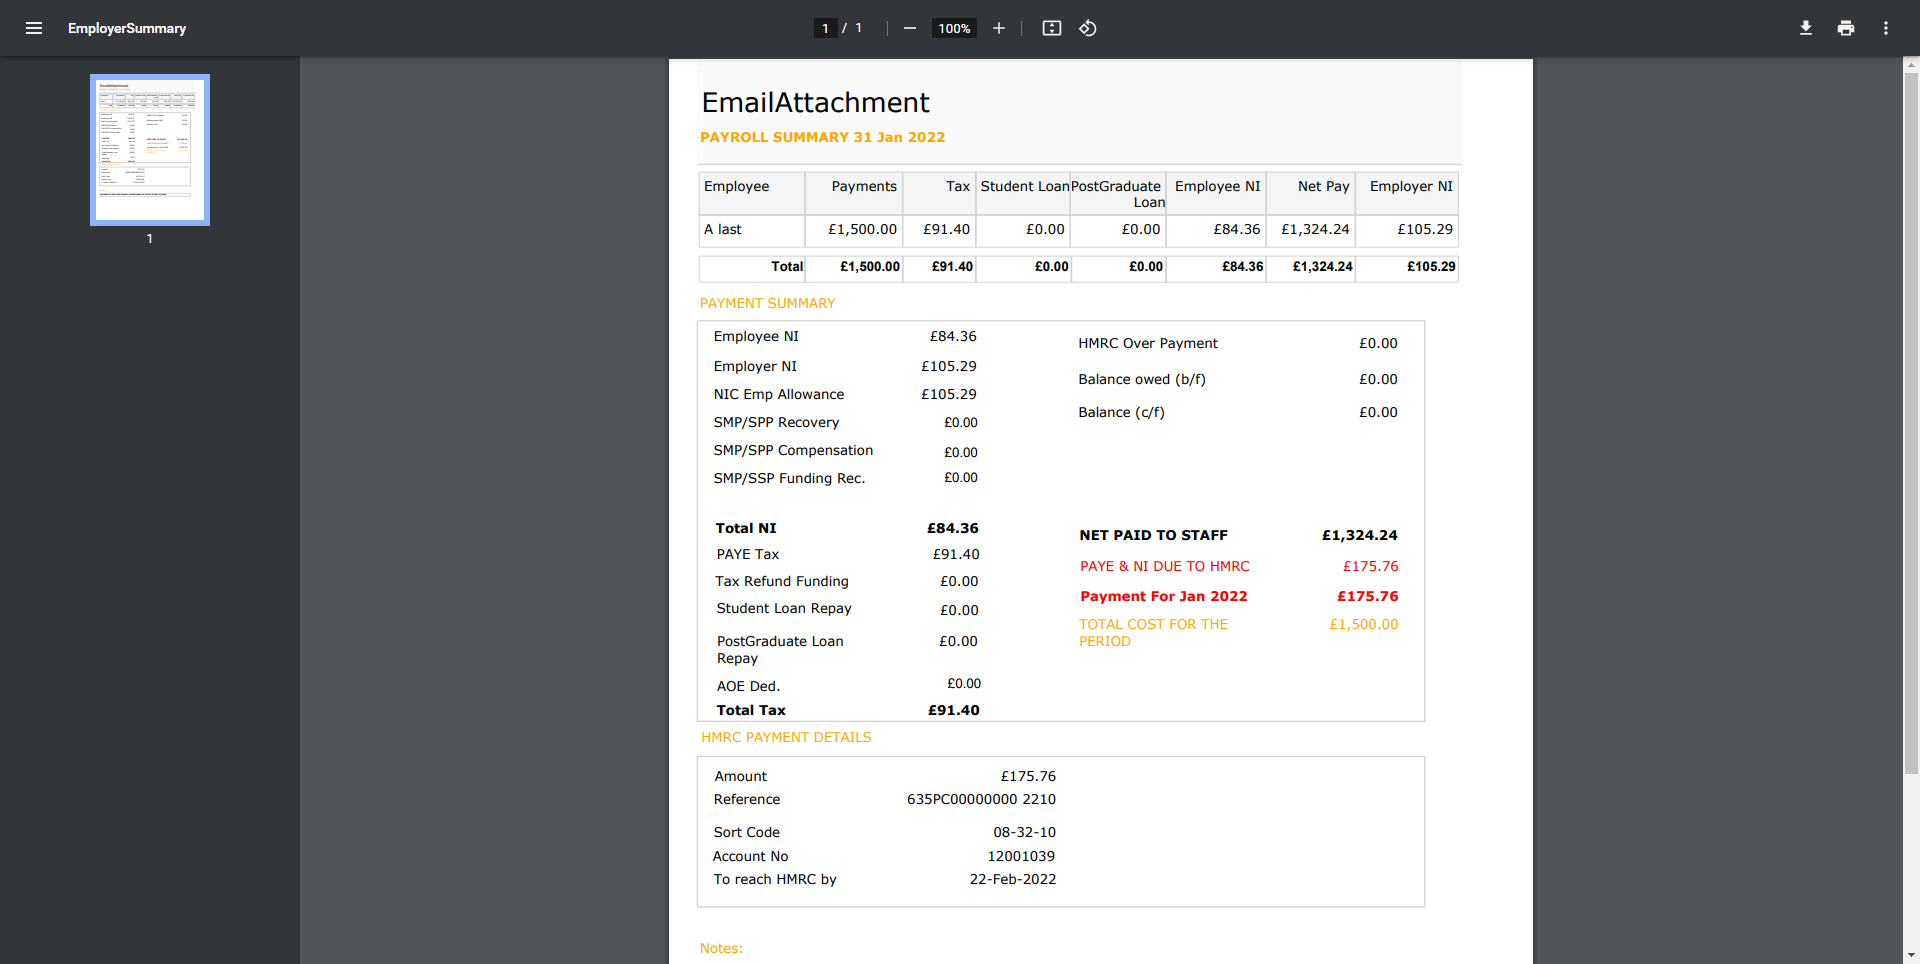 EmployerSummary
1 / 1
100%
1
EmailAttachment
PAYROLL SUMMARY 31 Jan 2022
Employee Payments Tax Student Loan PostGraduate Loan Employee NI Net Pay Employer NI
A last £1,500.00 £91.40 £0.00 £0.00 £84.36 £1,324.24 £105.29
Total £1,500.00 £91.40 £0.00 £0.00 £84.36 £1,324.24 £105.29
PAYMENT SUMMARY
Employee NI £84.36
Employer NI £105.29
NIC Emp Allowance £105.29
SMP/SPP Recovery £0.00
SMP/SPP Compensation £0.00
SMP/SSP Funding Rec. £0.00
Total NI £84.36
PAYE Tax £91.40
Tax Refund Funding £0.00
Student Loan Repay £0.00
PostGraduate Loan
Repay £0.00
AOE Ded. £0.00
Total Tax £91.40
HMRC Over Payment £0.00
Balance owed (b/f) £0.00
Balance (c/f) £0.00
NET PAID TO STAFF £1,324.24
PAYE & NI DUE TO HMRC £175.76
Payment For Jan 2022 £175.76
TOTAL COST FOR THE
PERIOD £1,500.00
HMRC PAYMENT DETAILS
Amount £175.76
Reference 635PC00000000 2210
Sort Code 08-32-10
Account No 12001039
To reach HMRC by 22-Feb-2022
Notes: